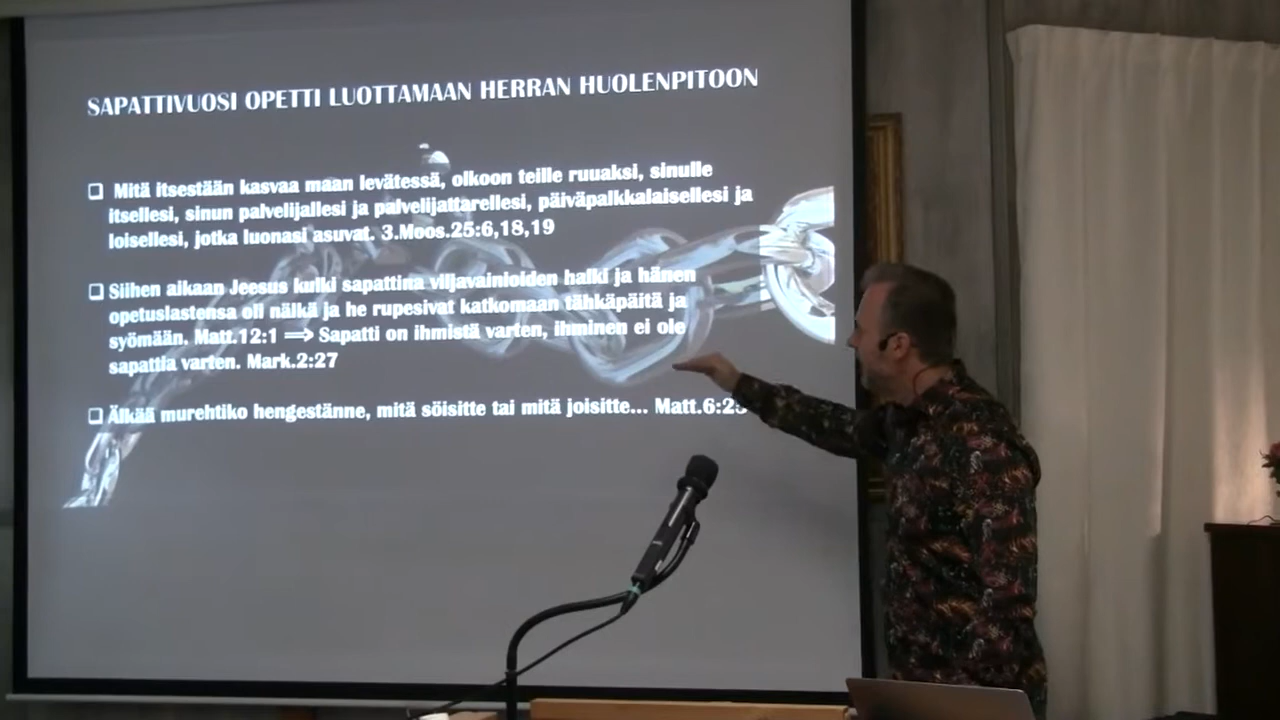 SAPATTIVUOSI OPETTI LUOTTAMAAN HERRAN HUOLENPITOON
❑ Mitä itsestään kasvaa maan levätessä, olkoon teille ruuaksi, sinulle
itsellesi, sinun palvelijallesi ja palvelijattarellesi, päiväpalkkalaisellesi ja
loisellesi, jotka luonasi asuvat. 3.Moos.25:6,18,19
❑ Siihen aikaan Jeesus kulki sapattina viljavainioiden halki ja hänen
opetuslastensa oli nälkä ja he rupesivat katkomaan tähkäpäitä ja
syömään. Matt.12:1 ⟹ Sapatti on ihmistä varten, ihminen ei ole
sapattia varten. Mark.2:27
❑ Älkää murehtiko hengestänne, mitä söisitte tai mitä joisitte... Matt.6:25